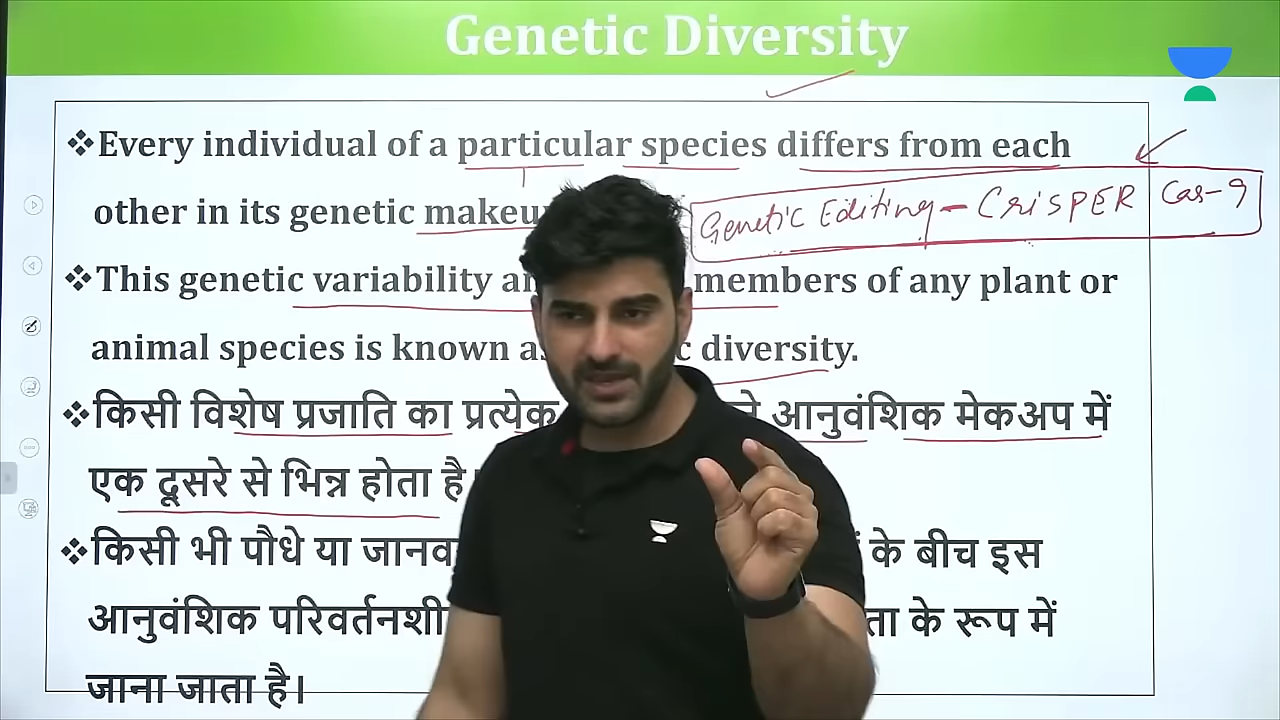 Genetic Diversity
❖Every individual of a particular species differs from each
other in its genetic makeu
Genetic Editing - CrisPER Cas-9
❖This genetic variability an members of any plant or
animal species is known as c diversity.
❖किसी विशेष प्रजाति का प्रत्येक आनुवंशिक मेकअप में
एक दूसरे से भिन्न होता है।
❖किसी भी पौधे या जानव के बीच इस
आनुवंशिक परिवर्तनशी ता के रूप में
जाना जाता है।